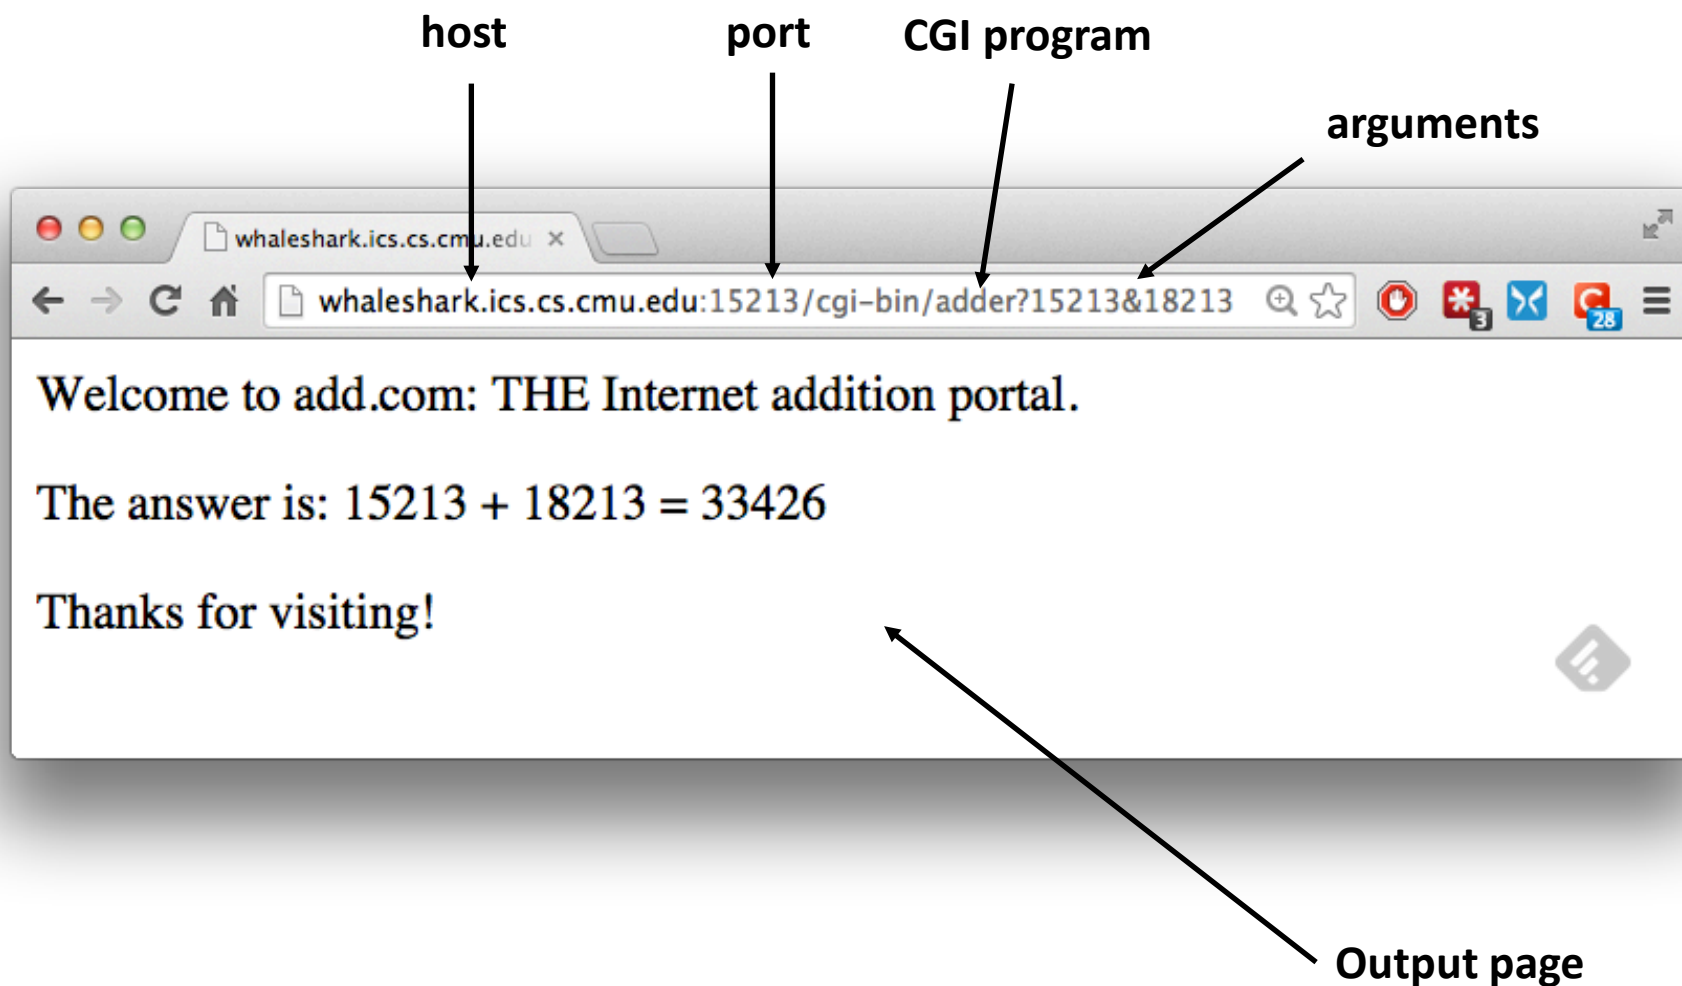 host port CGI program
arguments
whaleshark.ics.cs.cmu.edu
whaleshark.ics.cs.cmu.edu:15213/cgi-bin/adder?15213&18213
3
28
Welcome to add.com: THE Internet addition portal.
The answer is: 15213 + 18213 = 33426
Thanks for visiting!
Output page